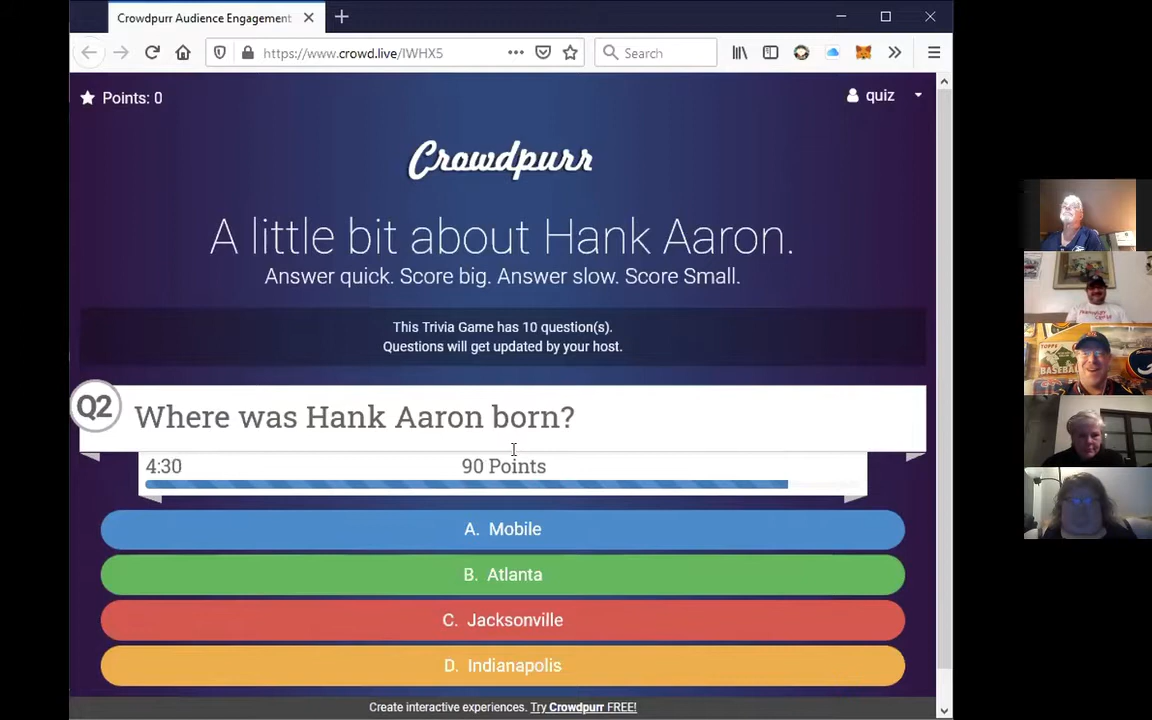 Crowdpurr Audience Engagement
https://www.crowd.live/IWHX5
Search
Points: 0
quiz
Crowdpurr
A little bit about Hank Aaron.
Answer quick. Score big. Answer slow. Score Small.
This Trivia Game has 10 question(s).
Questions will get updated by your host.
Q2
Where was Hank Aaron born?
4:30
90 Points
A. Mobile
B. Atlanta
C. Jacksonville
D. Indianapolis
Create interactive experiences. Try Crowdpurr FREE!
TOPPS
BASEBALL